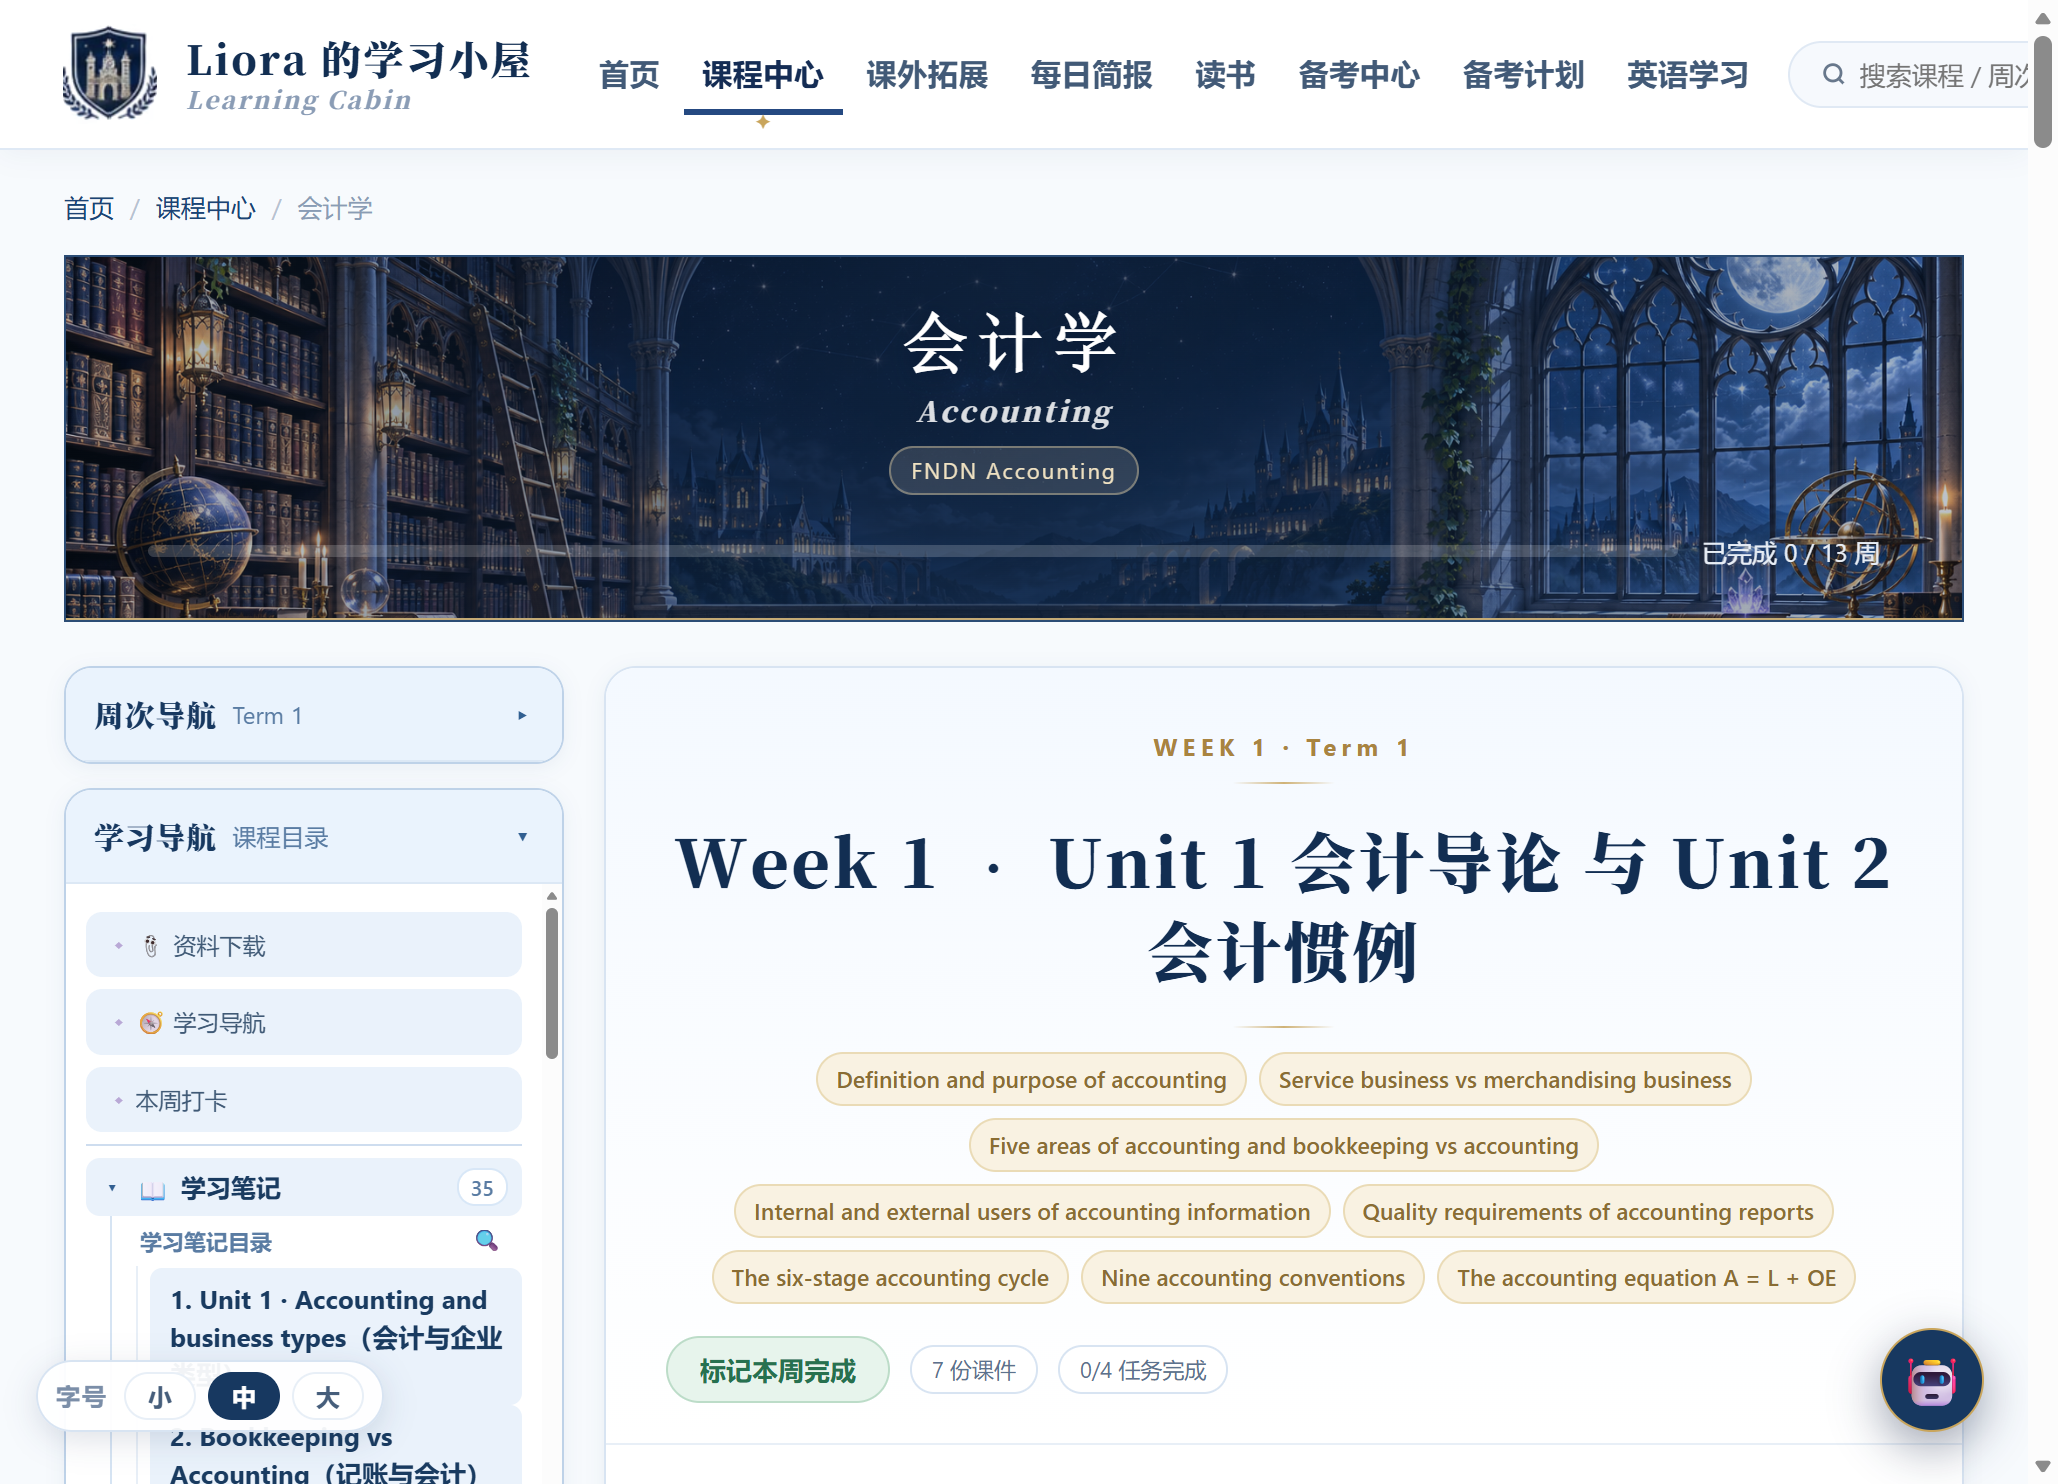 Liora 的学习小屋
Learning Cabin
首页 课程中心 课外拓展 每日简报 读书 备考中心 备考计划 英语学习
搜索课程 / 周次
首页 / 课程中心 / 会计学
会计学
Accounting
FNDN Accounting
已完成 0 / 13 周
周次导航 Term 1
学习导航 课程目录
资料下载
学习导航
本周打卡
学习笔记 35
学习笔记目录
1. Unit 1 · Accounting and
business types（会计与企业
类型）
2. Bookkeeping vs
Accounting（记账与会计）
字号 小 中 大
WEEK 1 · Term 1
Week 1 · Unit 1 会计导论 与 Unit 2
会计惯例
Definition and purpose of accounting
Service business vs merchandising business
Five areas of accounting and bookkeeping vs accounting
Internal and external users of accounting information
Quality requirements of accounting reports
The six-stage accounting cycle
Nine accounting conventions
The accounting equation A = L + OE
标记本周完成
7 份课件
0/4 任务完成